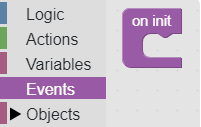 Logic
Actions
Variables
Events
Objects
on init